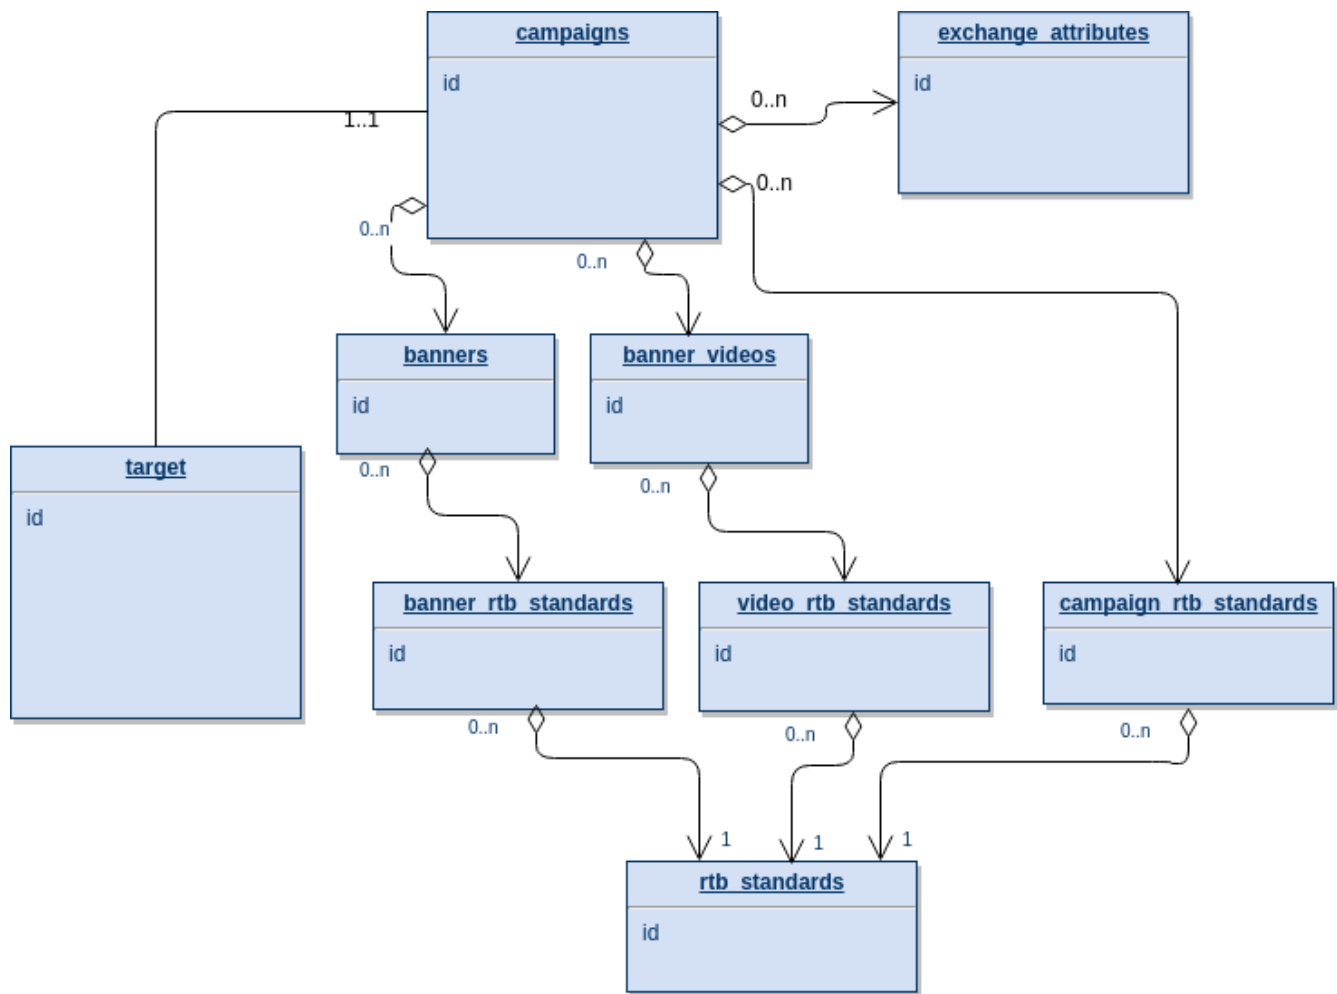 campaigns
id
exchange_attributes
id
1..1
0..n
0..n
0..n
0..n
banners
id
banner_videos
id
target
id
0..n
0..n
banner_rtb_standards
id
video_rtb_standards
id
campaign_rtb_standards
id
0..n
0..n
0..n
1
1
1
rtb_standards
id